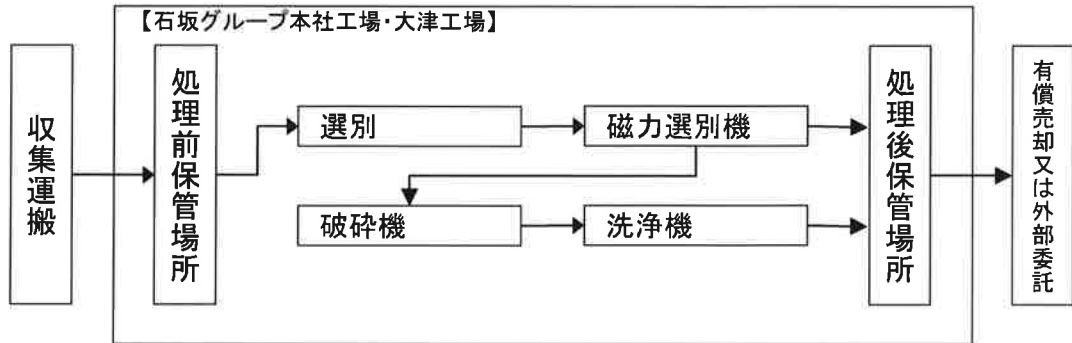 【石坂グループ本社工場・大津工場】
収集運搬
処理前保管場所
選別
磁力選別機
破砕機
洗浄機
処理後保管場所
有償売却又は外部委託